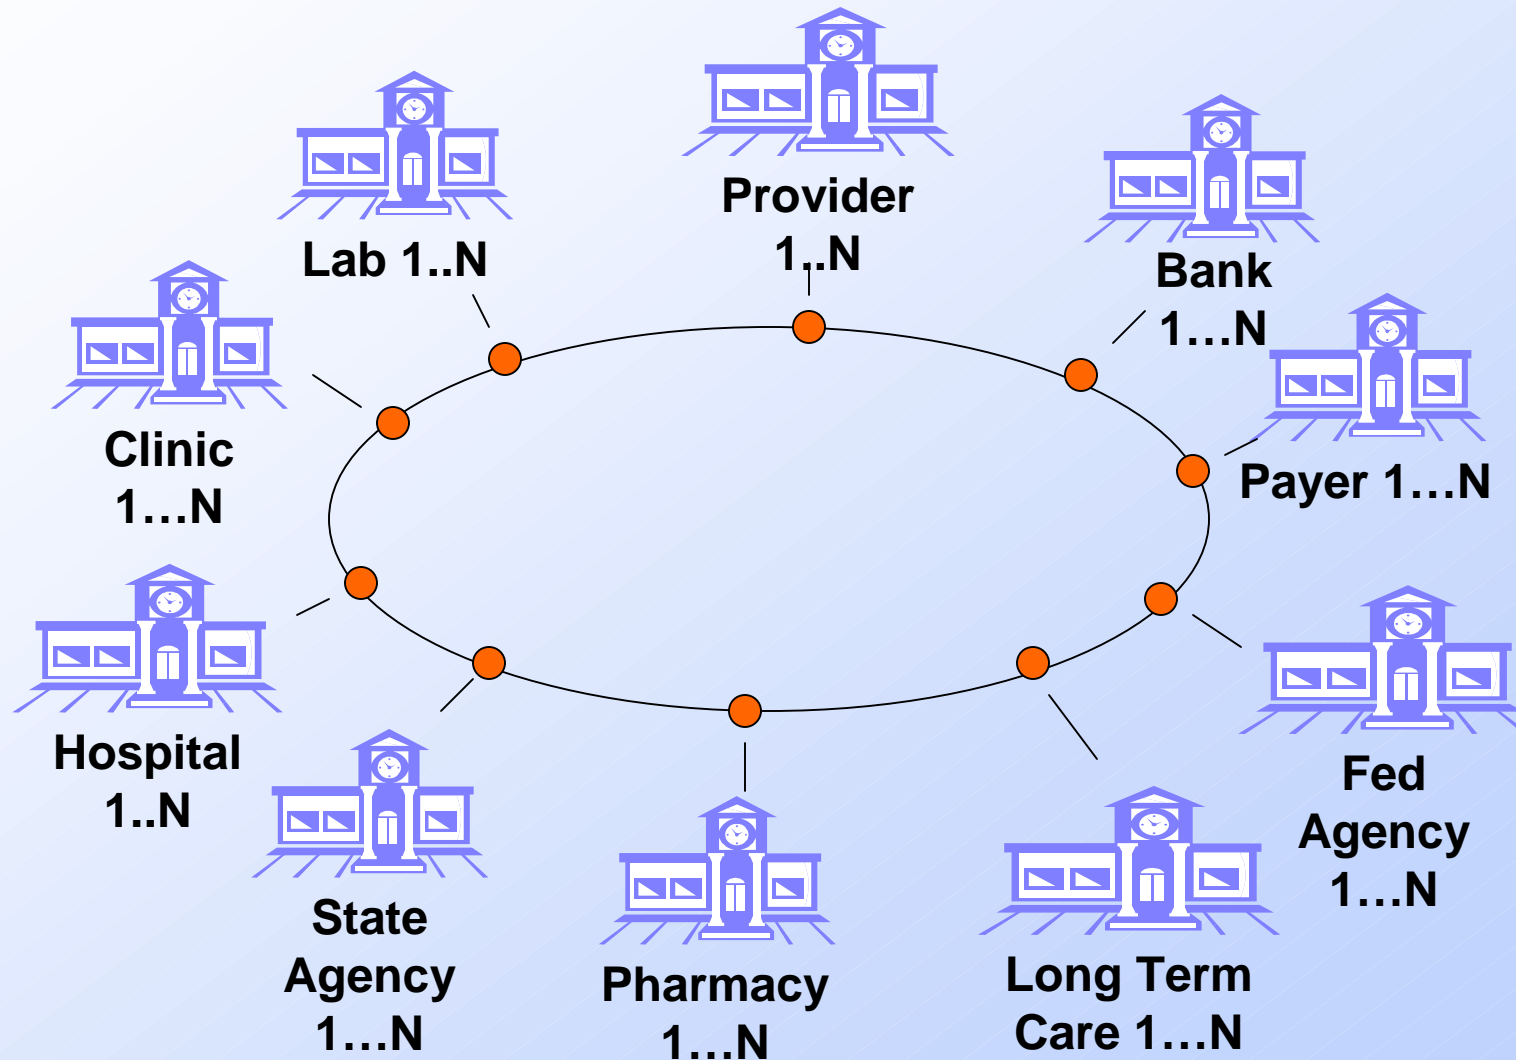 Provider
1..N
Lab 1..N
Bank
1…N
Clinic
1…N
Payer 1…N
Hospital
1..N
Fed
Agency
1…N
State
Agency
1…N
Pharmacy
1…N
Long Term
Care 1…N